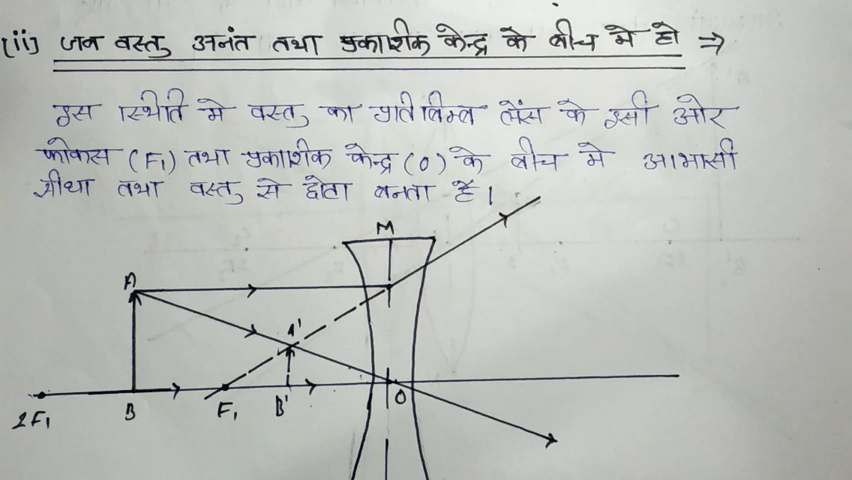 (ii) जब वस्तु अनंत तथा प्रकाशिक केन्द्र के बीच मे हो ⇒
इस स्थिति मे वस्तु का प्रतिबिम्ब लेंस के इसी ओर
फोकस (F₁) तथा प्रकाशिक केन्द्र (O) के बीच मे आभासी
सीधा तथा वस्तु से छोटा बनता है।
M
A
A'
2F₁ B F₁ B' O